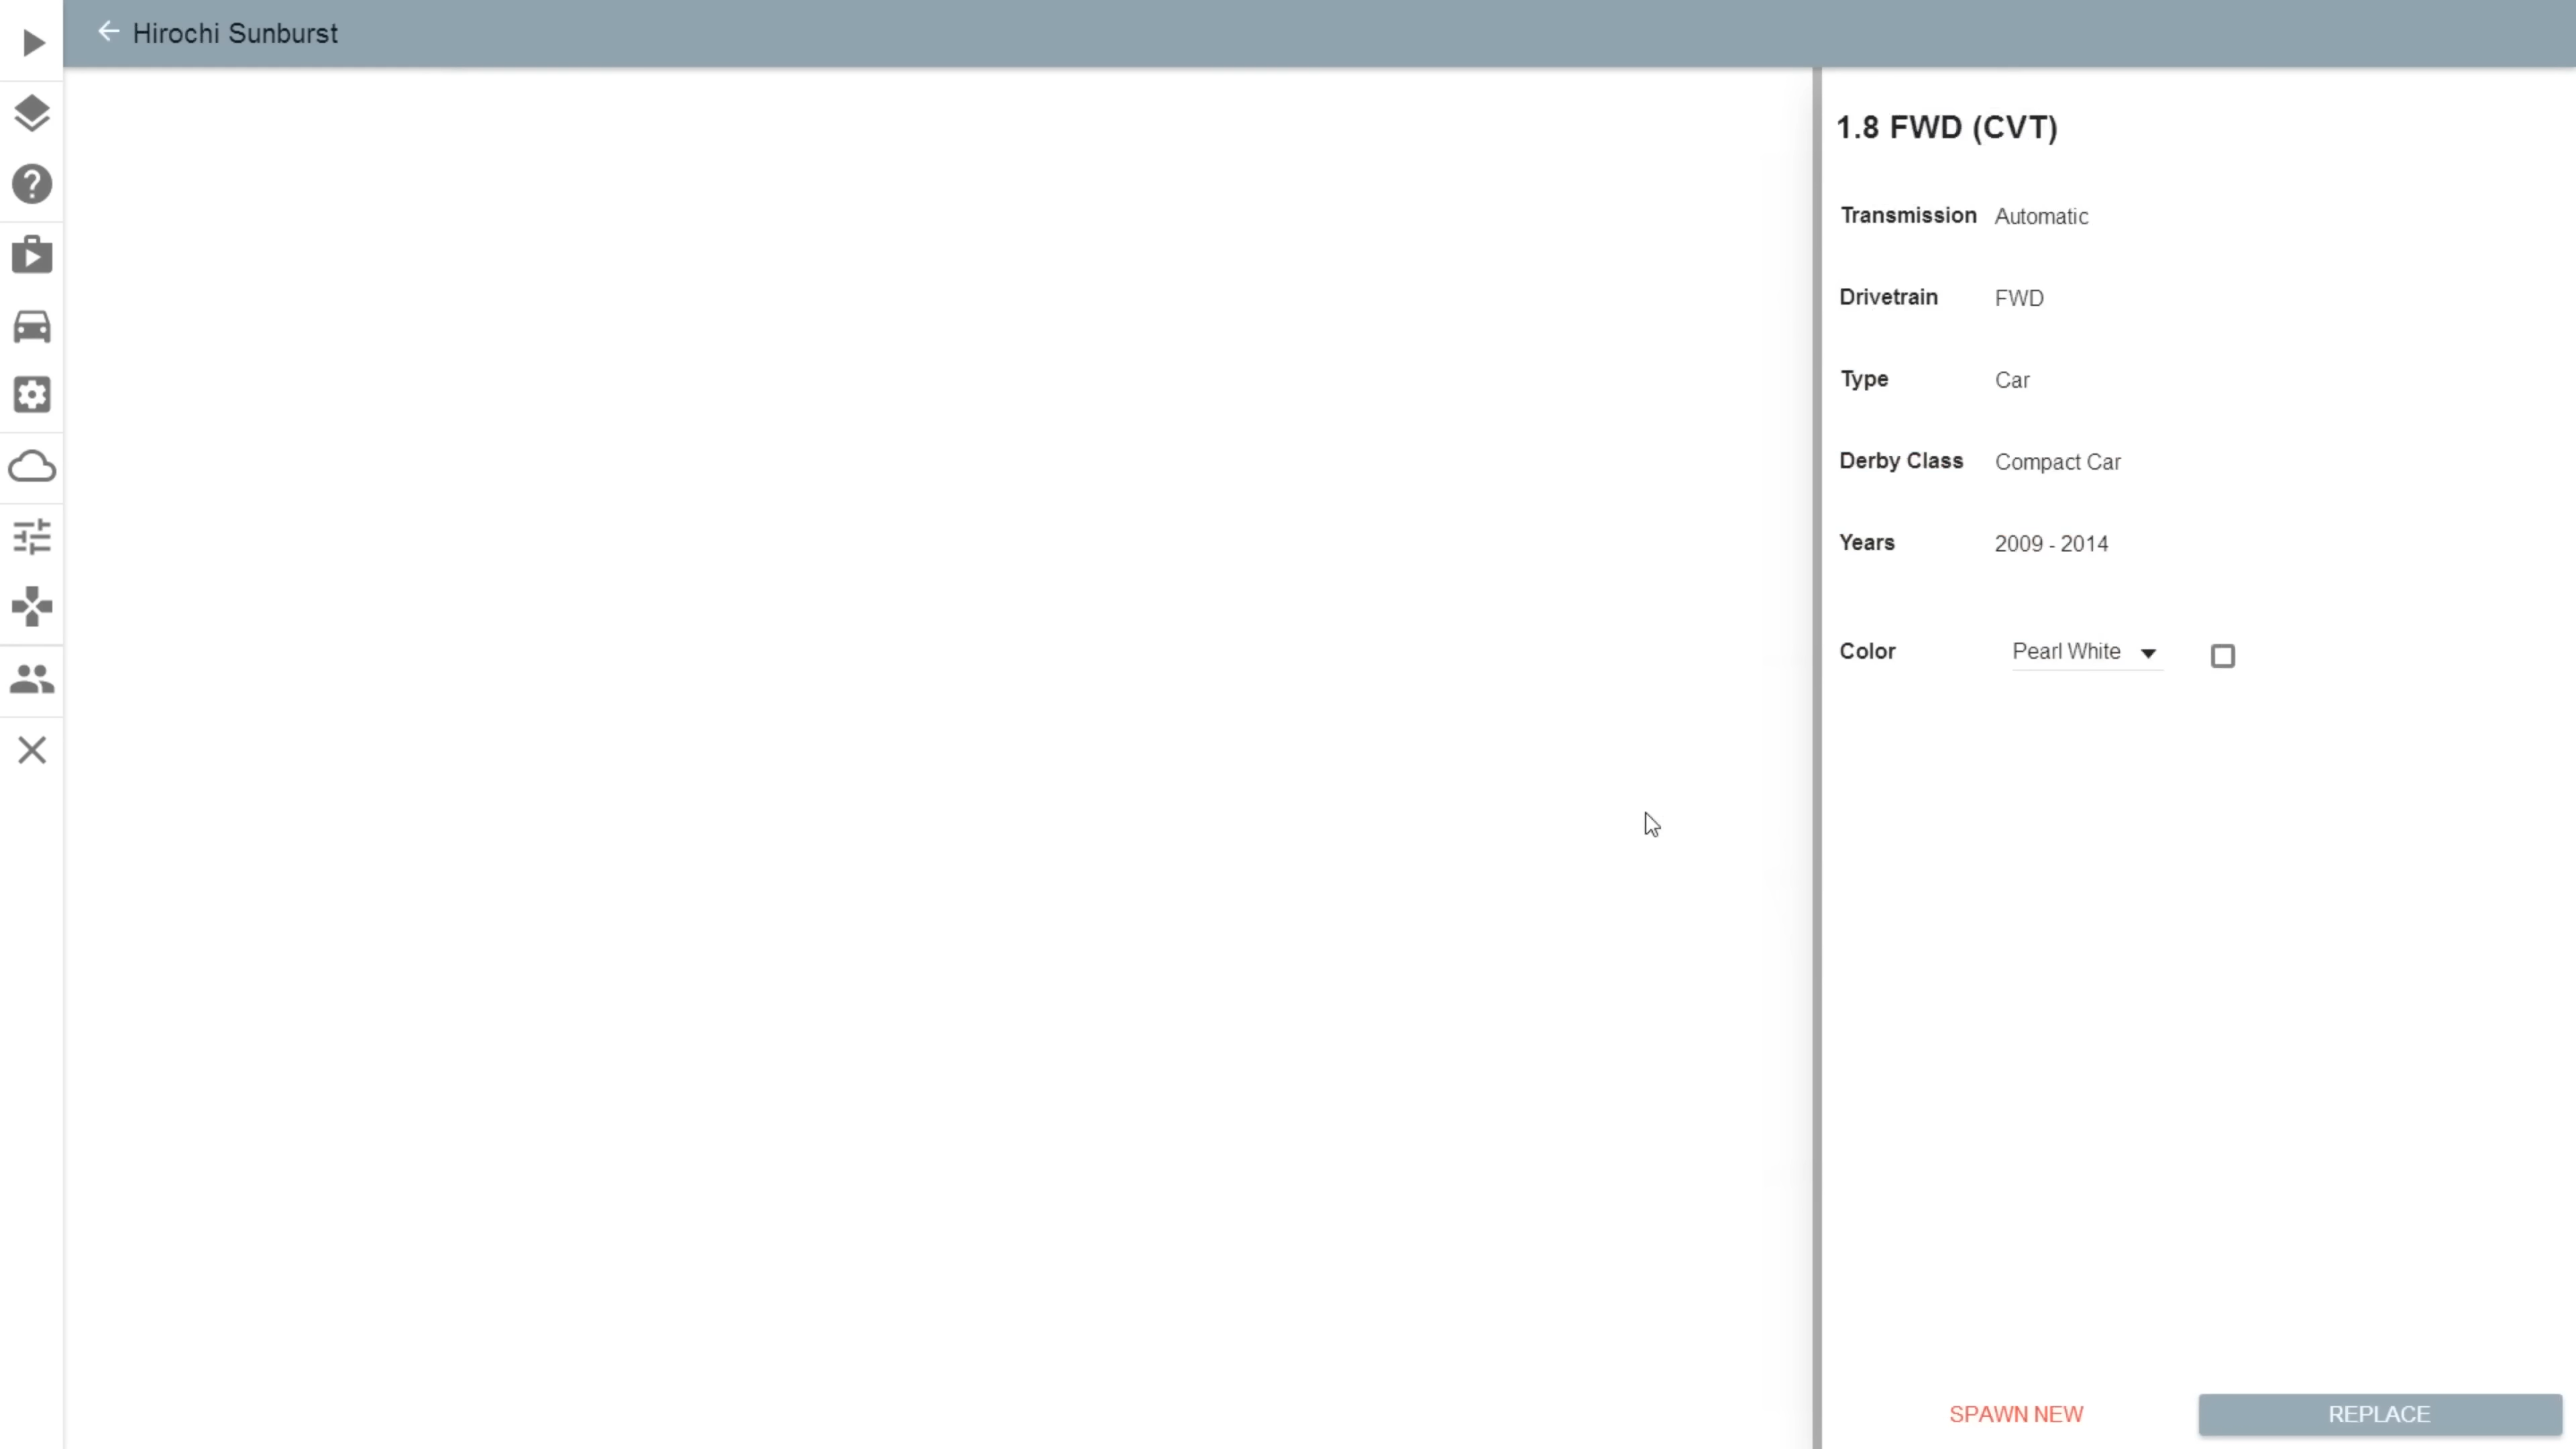 Hirochi Sunburst
1.8 FWD (CVT)
Transmission Automatic
Drivetrain FWD
Type Car
Derby Class Compact Car
Years 2009 - 2014
Color Pearl White
SPAWN NEW REPLACE